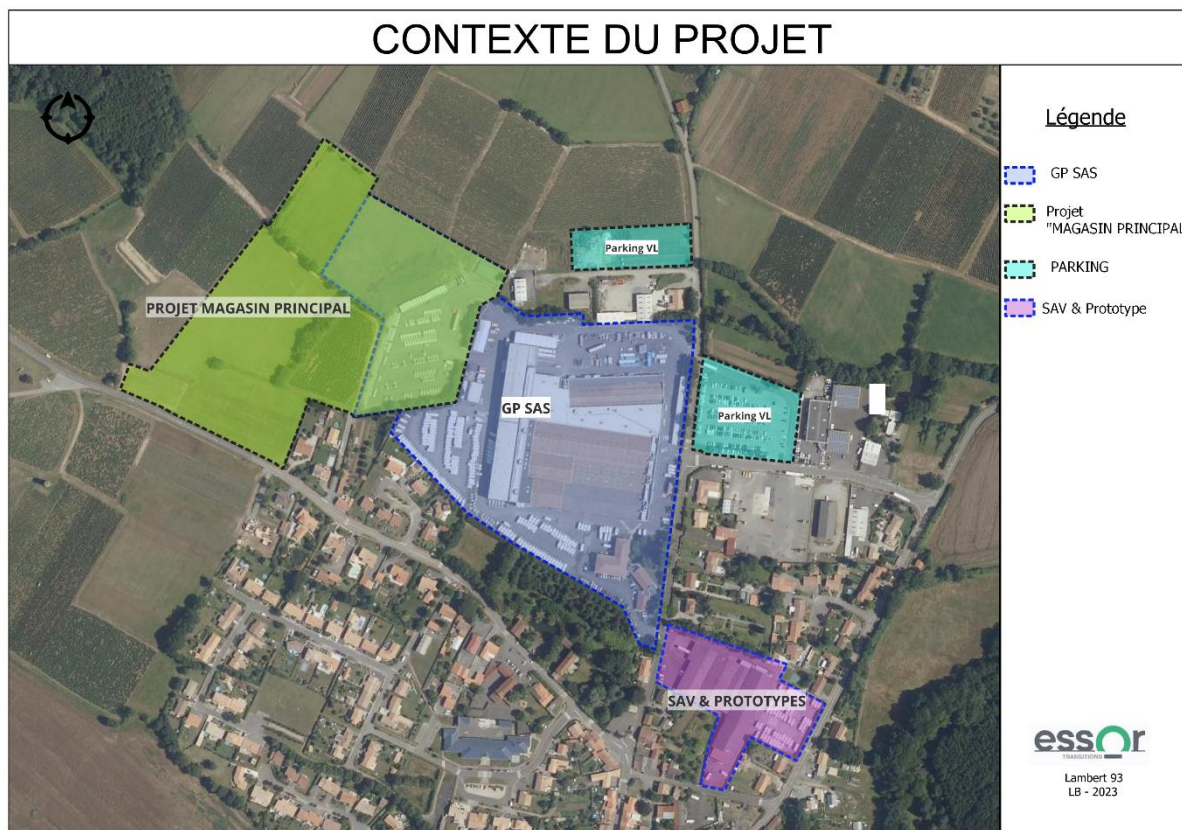 CONTEXTE DU PROJET
Légende
GP SAS
Projet
"MAGASIN PRINCIPAL
PARKING
SAV & Prototype
Parking VL
PROJET MAGASIN PRINCIPAL
GP SAS
Parking VL
SAV & PROTOTYPES
essor
TRANSITIONS
Lambert 93
LB - 2023